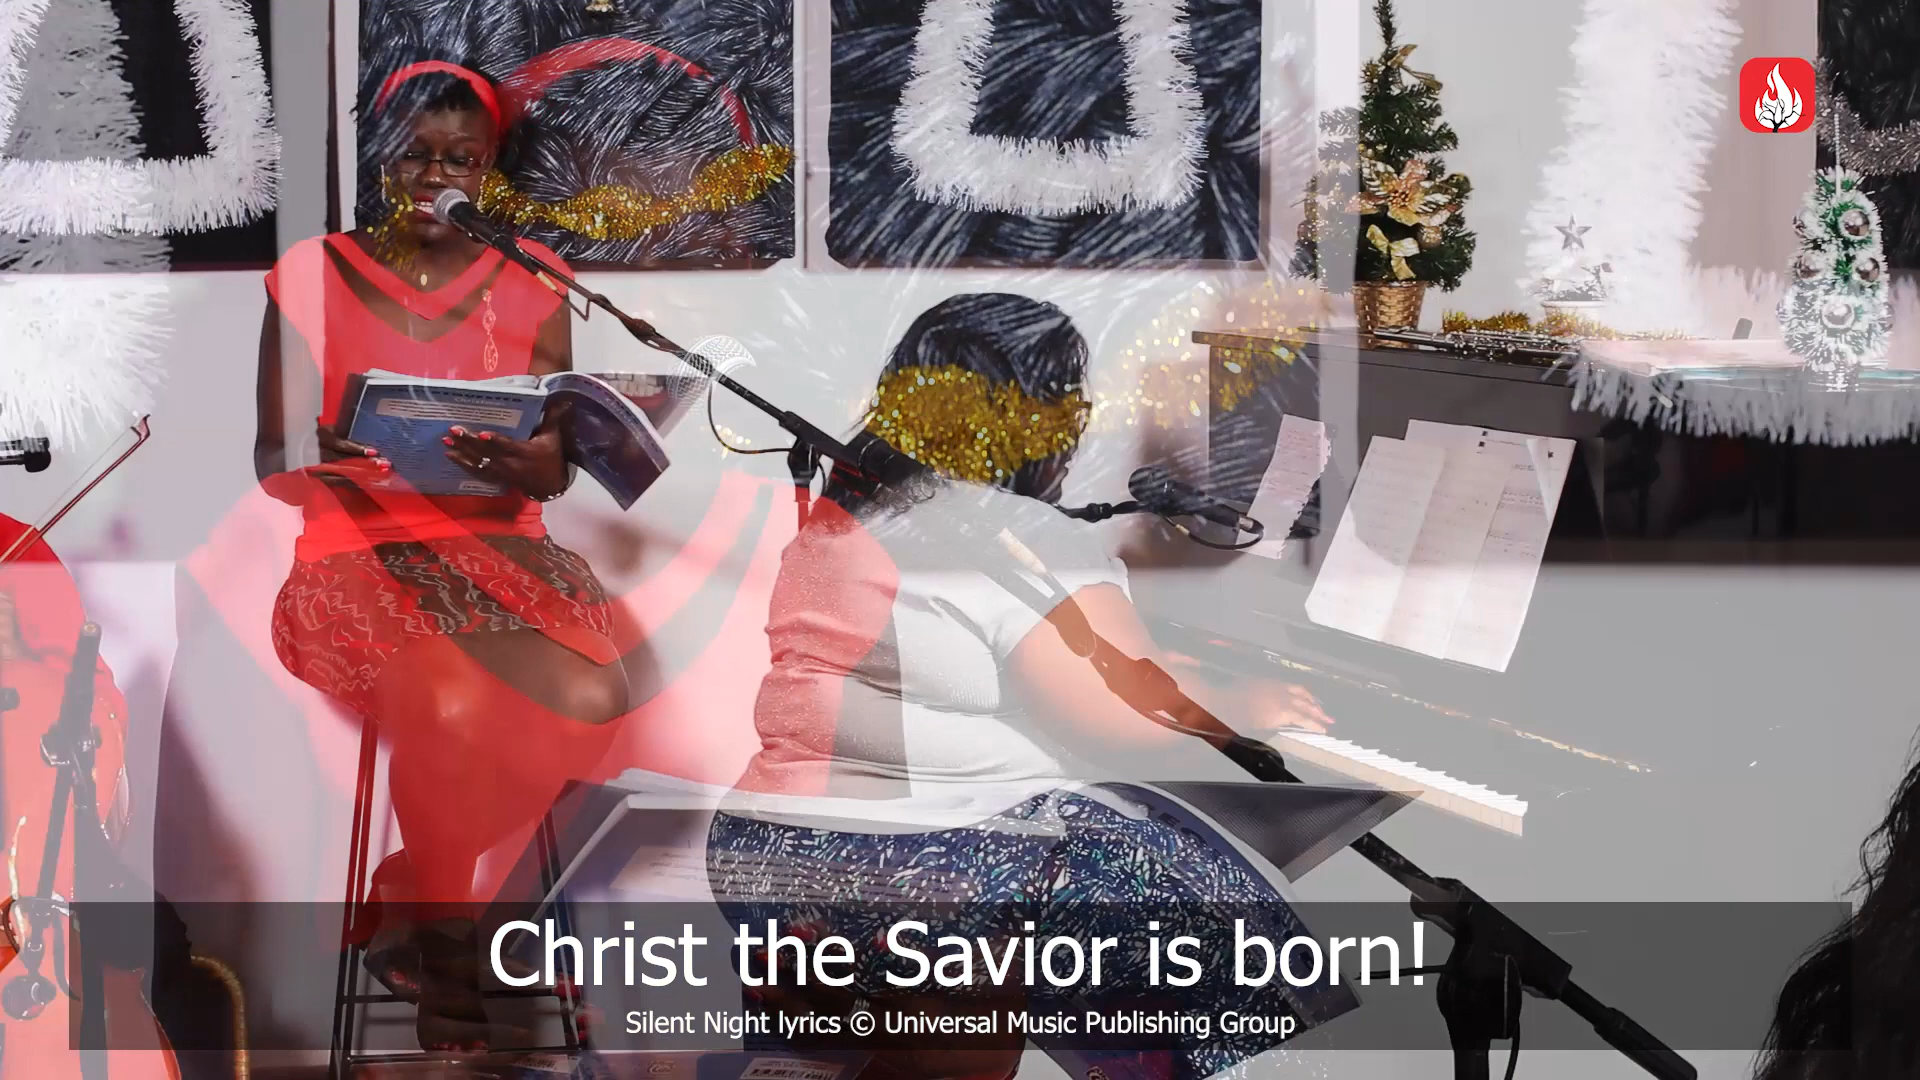 Christ the Savior is born!
Silent Night lyrics © Universal Music Publishing Group